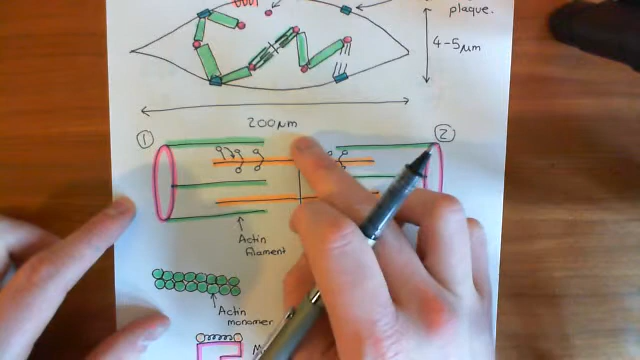 plaque.
4-5μm
200μm
1
2
Actin
filament
Actin
monomer